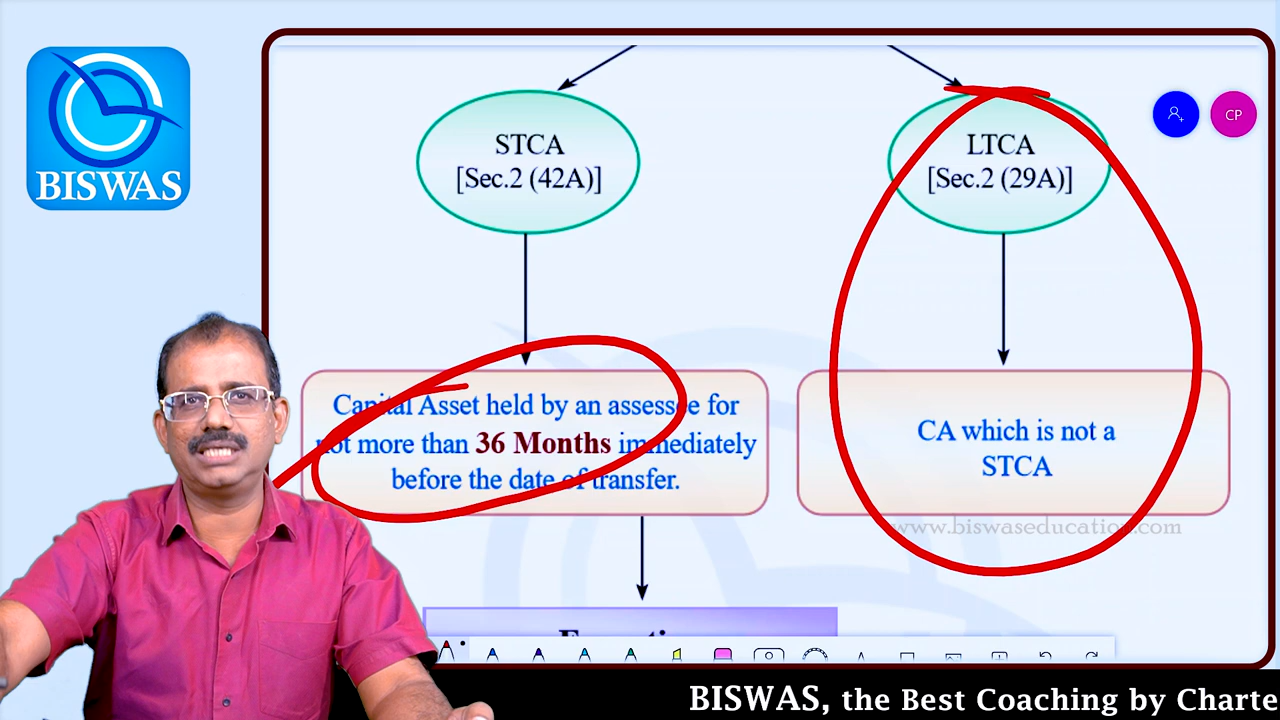 BISWAS
STCA
[Sec.2 (42A)]
LTCA
[Sec.2 (29A)]
CP
Capital Asset held by an assessee for
not more than 36 Months immediately
before the date of transfer.
CA which is not a
STCA
www.biswaseducation.com
BISWAS, the Best Coaching by Charte